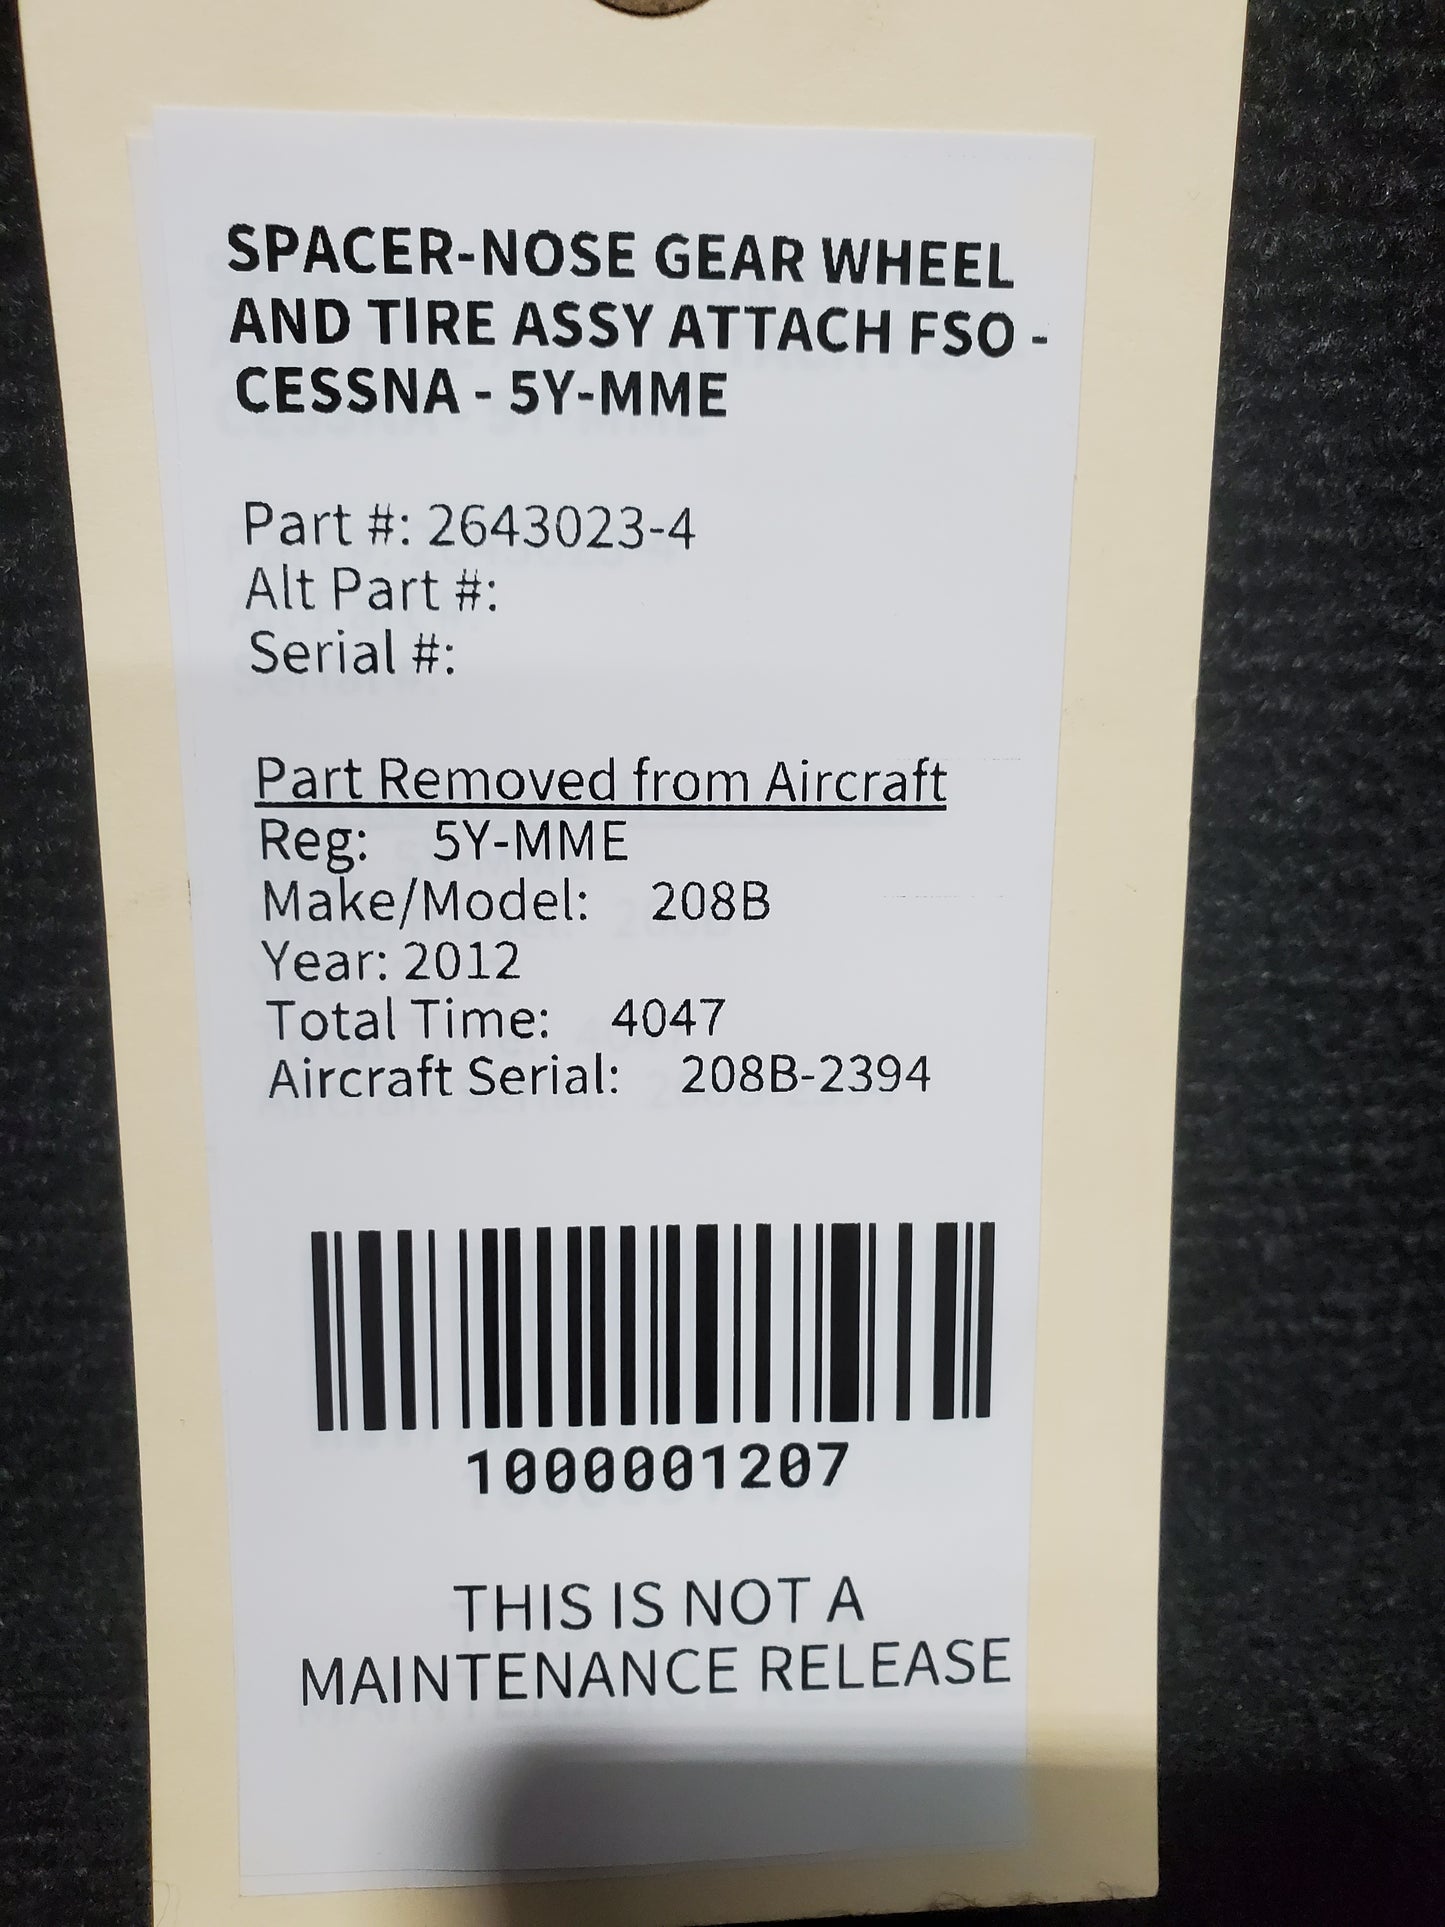 SPACER-NOSE GEAR WHEEL
AND TIRE ASSY ATTACH FSO -
CESSNA - 5Y-MME
Part #: 2643023-4
Alt Part #:
Serial #:
Part Removed from Aircraft
Reg: 5Y-MME
Make/Model: 208B
Year: 2012
Total Time: 4047
Aircraft Serial: 208B-2394
1000001207
THIS IS NOT A
MAINTENANCE RELEASE